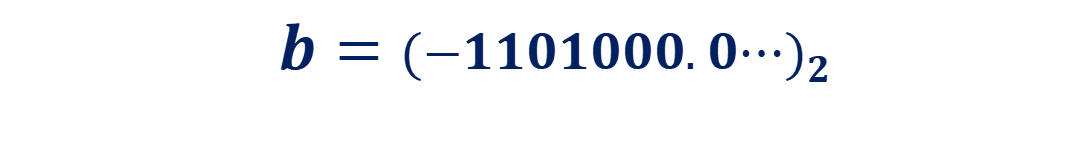 b = (−1101000. 0⋯)₂